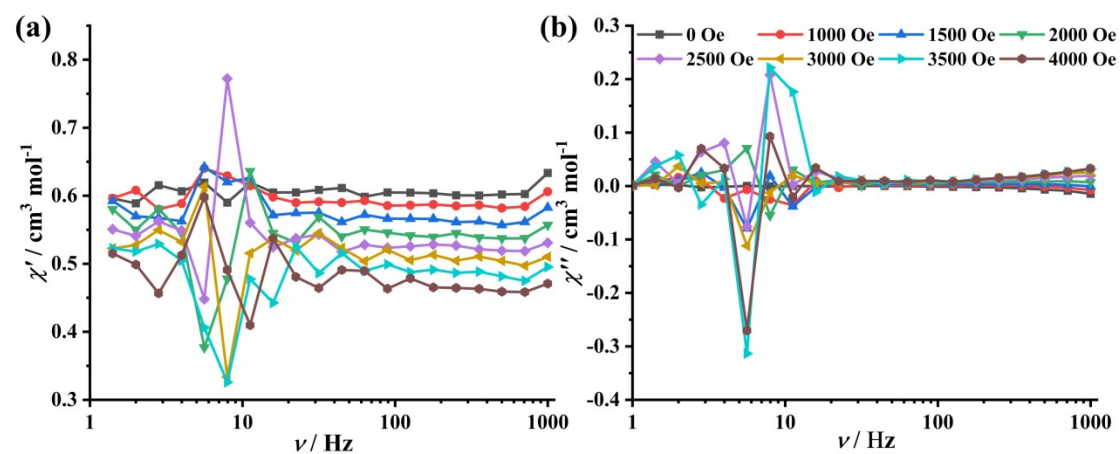 (a)
0.8
0.7
0.6
0.5
0.4
0.3
χ′ / cm³ mol⁻¹
1 10 100 1000
ν / Hz
(b)
0.3
0.2
0.1
0.0
-0.1
-0.2
-0.3
-0.4
χ′′ / cm³ mol⁻¹
0 Oe 1000 Oe 1500 Oe 2000 Oe
2500 Oe 3000 Oe 3500 Oe 4000 Oe
1 10 100 1000
ν / Hz